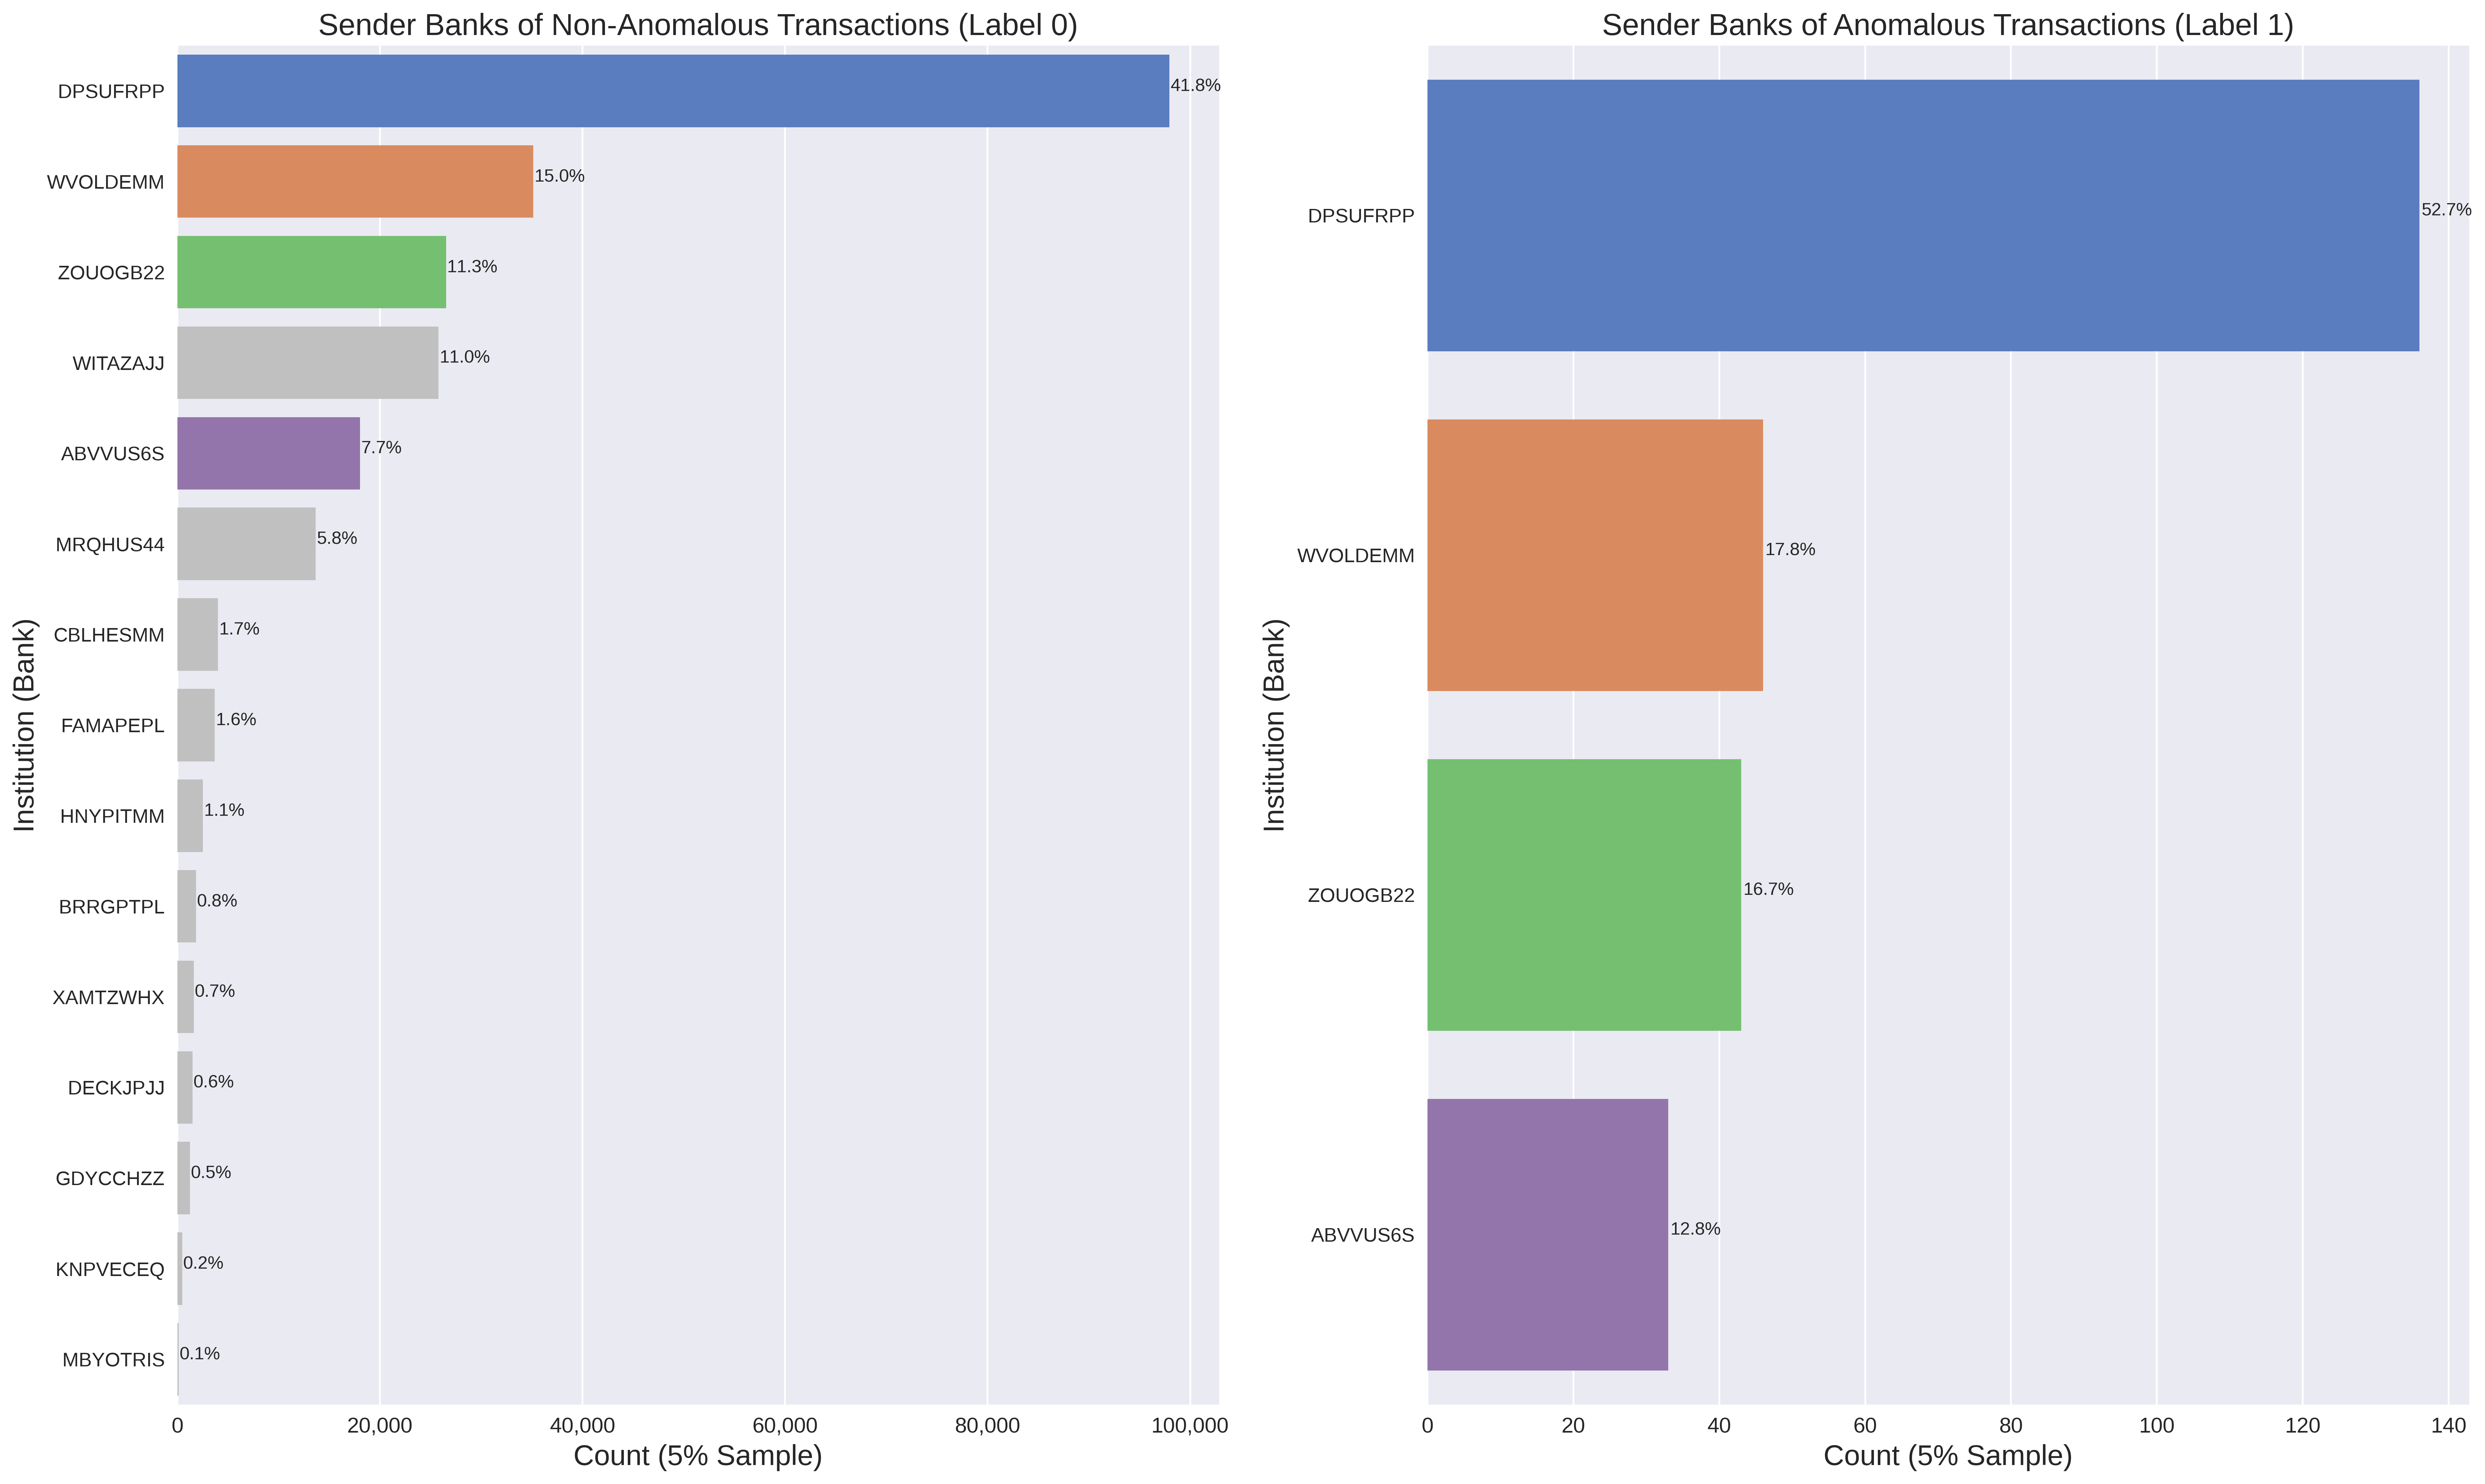 Sender Banks of Non-Anomalous Transactions (Label 0)
Institution (Bank)
DPSUFRPP
41.8%
WVOLDEMM
15.0%
ZOUOGB22
11.3%
WITAZAJJ
11.0%
ABVVUS6S
7.7%
MRQHUS44
5.8%
CBLHESMM
1.7%
FAMAPEPL
1.6%
HNYPITMM
1.1%
BRRGPTPL
0.8%
XAMTZWHX
0.7%
DECKJPJJ
0.6%
GDYCCHZZ
0.5%
KNPVECEQ
0.2%
MBYOTRIS
0.1%
0 20,000 40,000 60,000 80,000 100,000
Count (5% Sample)
Sender Banks of Anomalous Transactions (Label 1)
Institution (Bank)
DPSUFRPP
52.7%
WVOLDEMM
17.8%
ZOUOGB22
16.7%
ABVVUS6S
12.8%
0 20 40 60 80 100 120 140
Count (5% Sample)